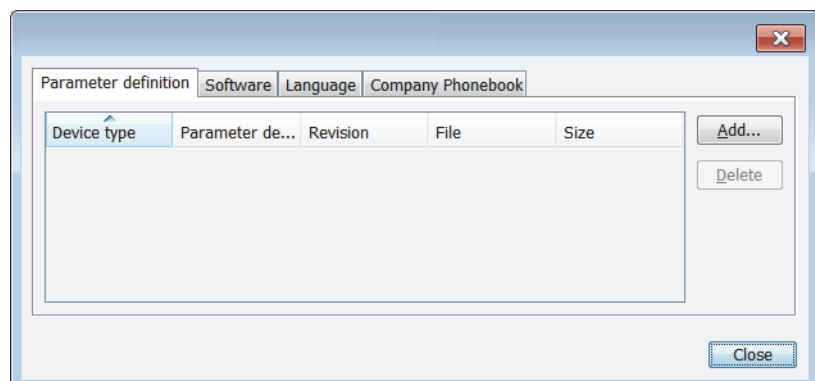 Parameter definition Software Language Company Phonebook
Device type Parameter de... Revision File Size
Add...
Delete
Close